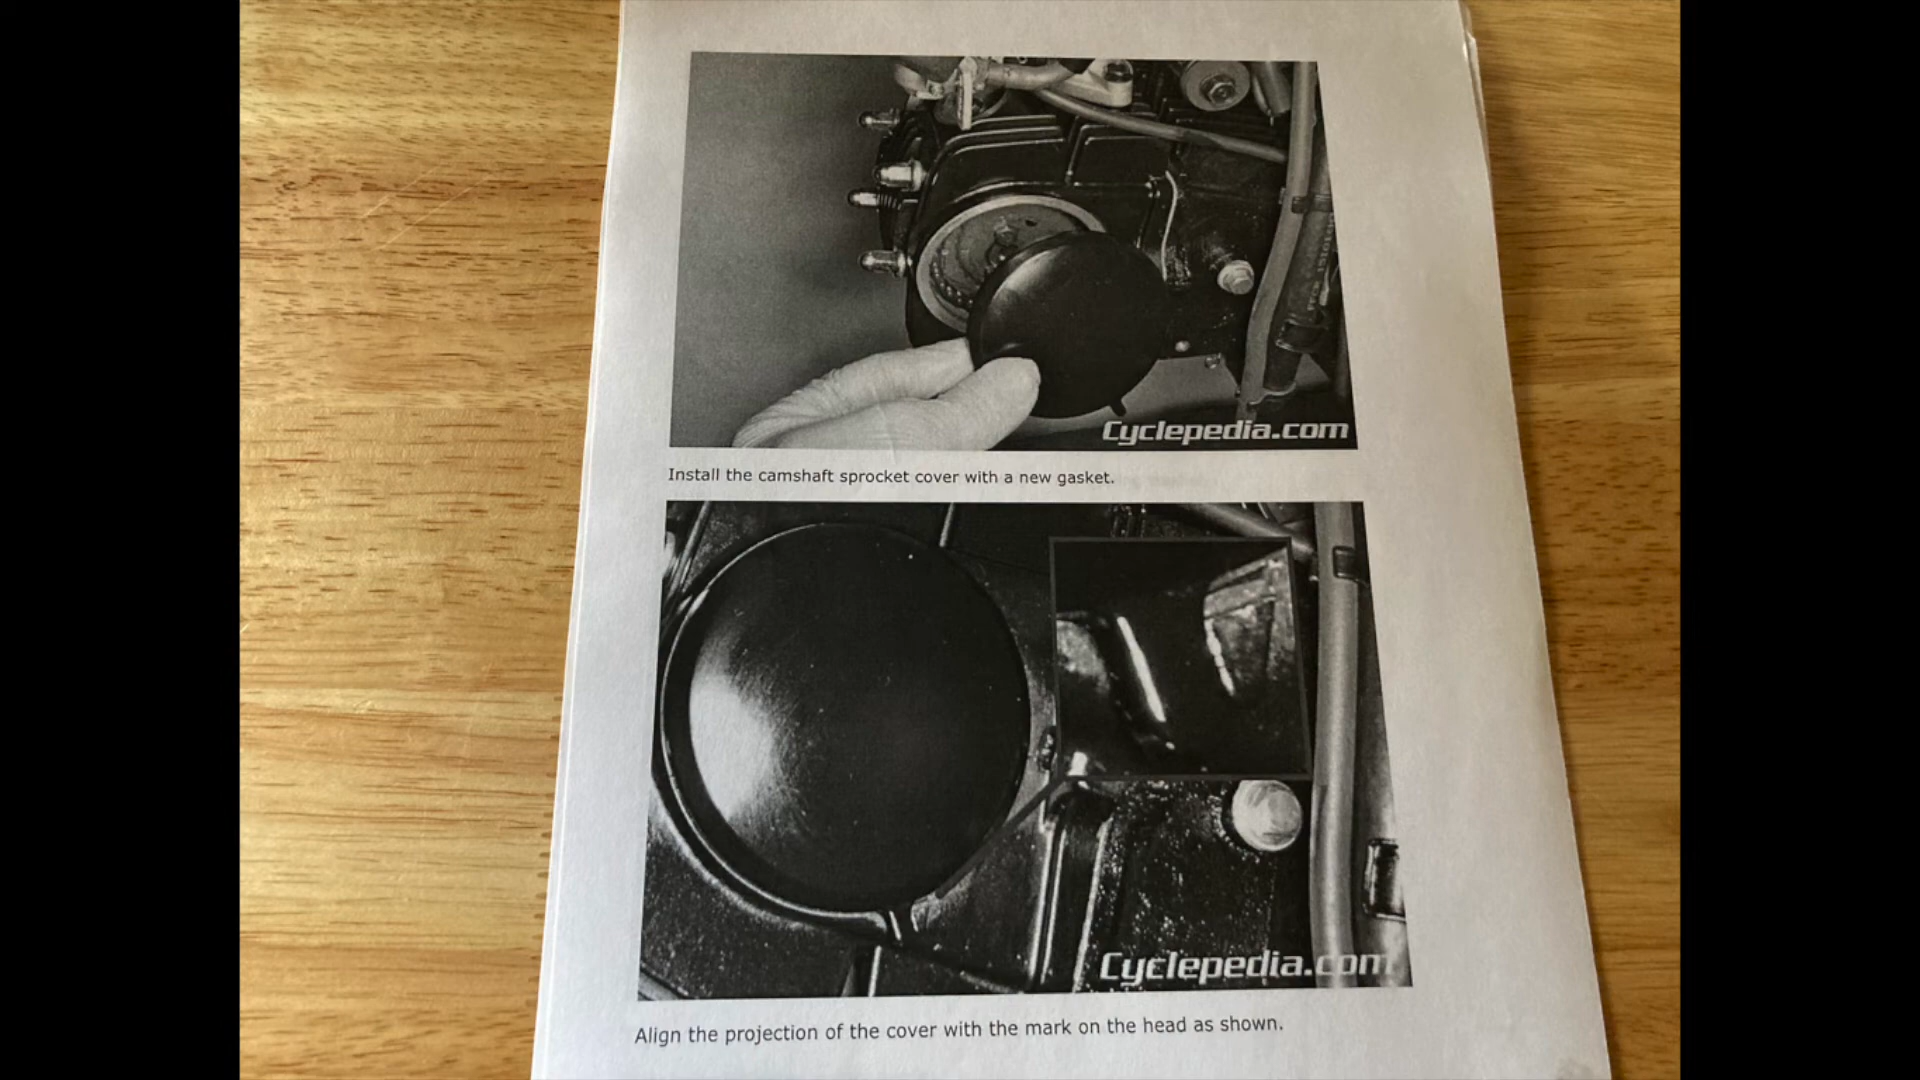 Cyclepedia.com
Install the camshaft sprocket cover with a new gasket.
Cyclepedia.com
Align the projection of the cover with the mark on the head as shown.